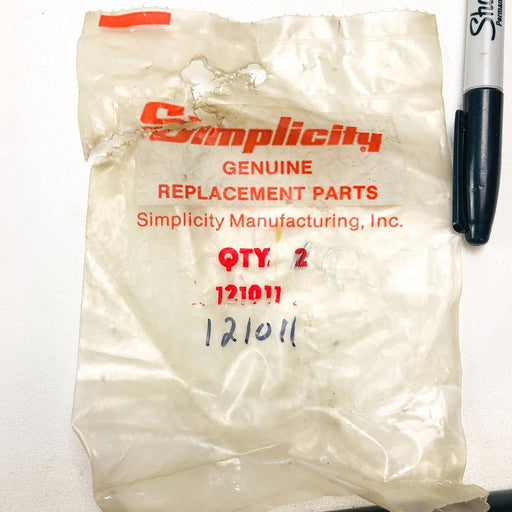 Simplicity
GENUINE
REPLACEMENT PARTS
Simplicity Manufacturing, Inc.
QTY. 2
121011
121011